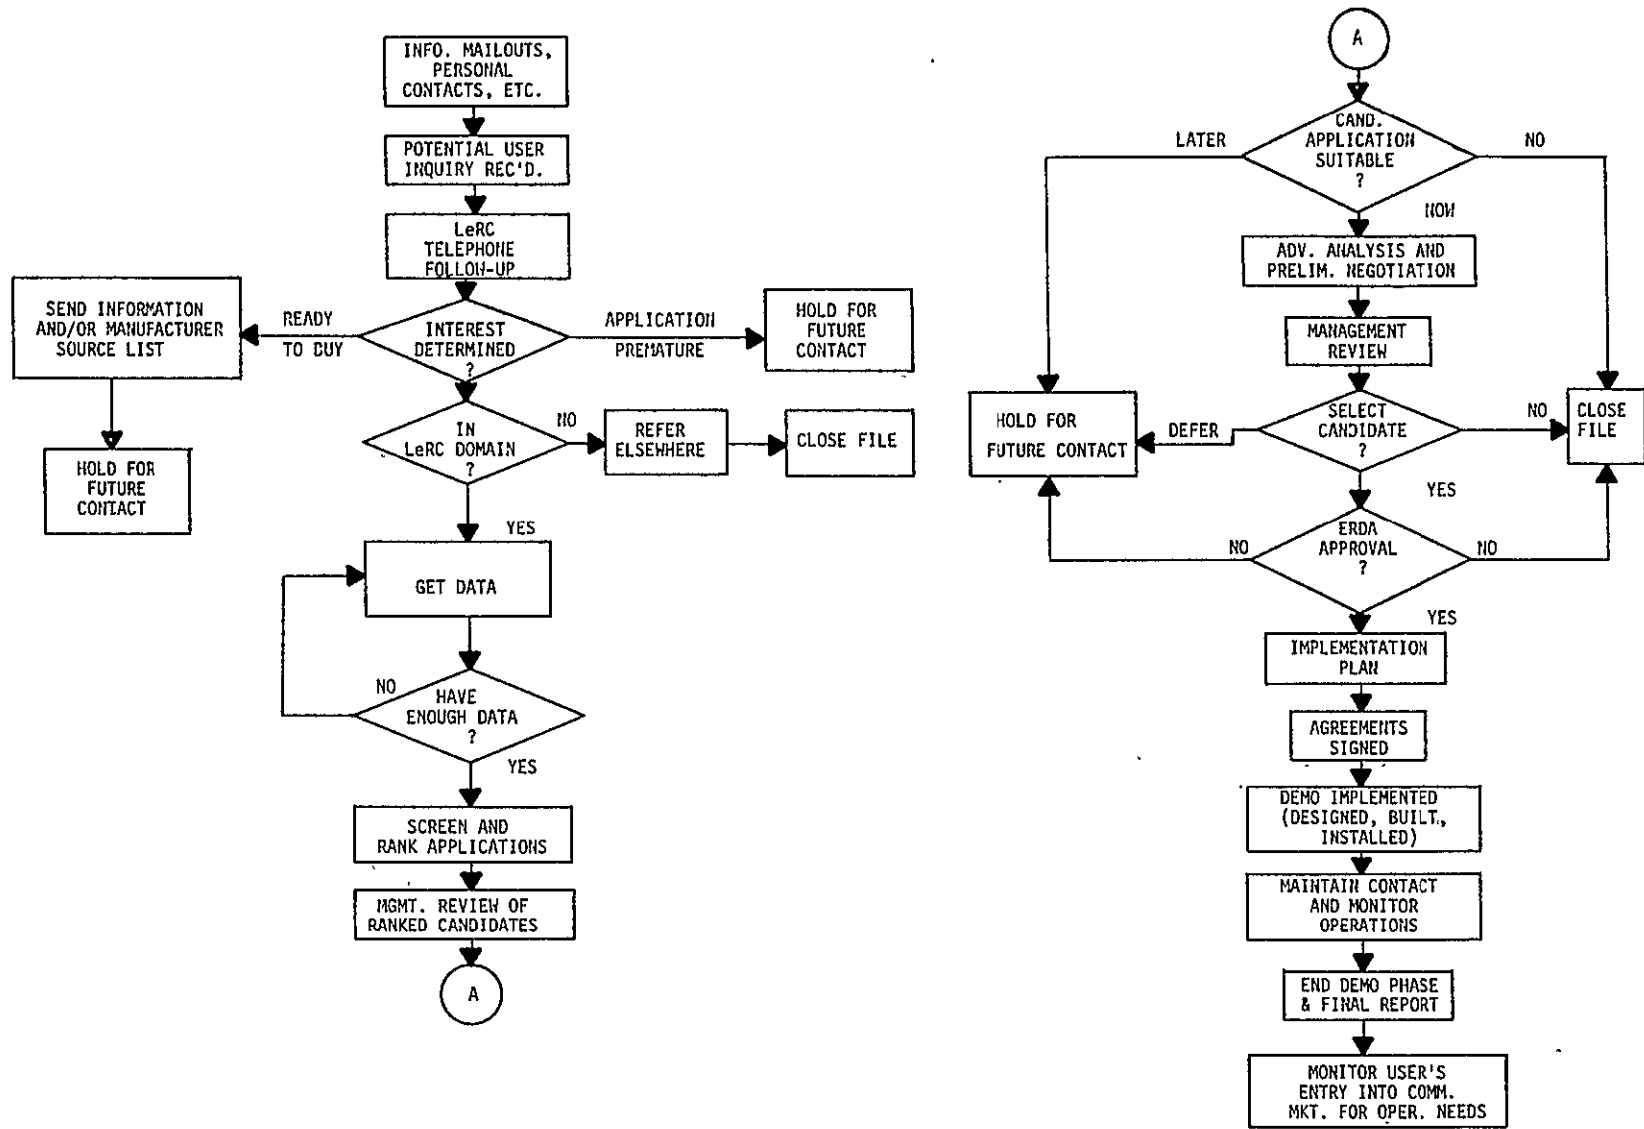 INFO. MAILOUTS,
PERSONAL
CONTACTS, ETC.
POTENTIAL USER
INQUIRY REC'D.
LeRC
TELEPHONE
FOLLOW-UP
SEND INFORMATION
AND/OR MANUFACTURER
SOURCE LIST
READY
TO BUY
INTEREST
DETERMINED
?
APPLICATION
PREMATURE
HOLD FOR
FUTURE
CONTACT
HOLD FOR
FUTURE
CONTACT
IN
LeRC DOMAIN
?
NO
REFER
ELSEWHERE
CLOSE FILE
YES
GET DATA
NO
HAVE
ENOUGH DATA
?
YES
SCREEN AND
RANK APPLICATIONS
MGMT. REVIEW OF
RANKED CANDIDATES
A
A
CAND.
APPLICATION
SUITABLE
?
LATER
NO
NOW
ADV. ANALYSIS AND
PRELIM. NEGOTIATION
MANAGEMENT
REVIEW
HOLD FOR
FUTURE CONTACT
DEFER
SELECT
CANDIDATE
?
NO
CLOSE
FILE
YES
NO
ERDA
APPROVAL
?
NO
YES
IMPLEMENTATION
PLAN
AGREEMENTS
SIGNED
DEMO IMPLEMENTED
(DESIGNED, BUILT,
INSTALLED)
MAINTAIN CONTACT
AND MONITOR
OPERATIONS
END DEMO PHASE
& FINAL REPORT
MONITOR USER'S
ENTRY INTO COMM.
MKT. FOR OPER. NEEDS